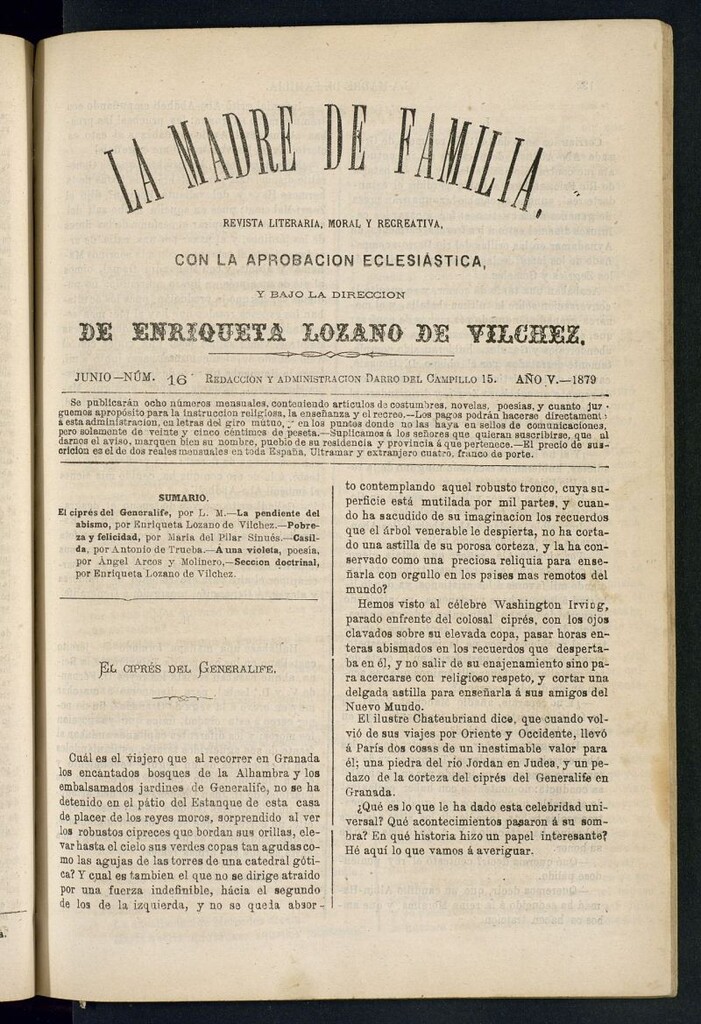 LA MADRE DE FAMILIA,
REVISTA LITERARIA, MORAL Y RECREATIVA,
CON LA APROBACION ECLESIÁSTICA,
Y BAJO LA DIRECCION
DE ENRIQUETA LOZANO DE VILCHEZ.
JUNIO—NÚM. 16 REDACCIÓN Y ADMINISTRACION DARRO DEL CAMPILLO 15. AÑO V.—1879
Se publicarán ocho números mensuales, conteniendo artículos de costumbres, novelas, poesías, y cuanto juz-
guemos apropósito para la instruccion religiosa, la enseñanza y el recreo.—Los pagos podrán hacerse directament
á esta administracion, en letras del giro mútuo, y en los puntos donde no las haya en sellos de comunicaciones,
pero solamente de veinte y cinco céntimos de peseta.—Suplicamos á los señores que quieran suscribirse, que al
darnos el aviso, marquen bien su nombre, pueblo de su residencia y provincia á que pertenece.—El precio de sus-
cricion es el de dos reales mensuales en toda España, Ultramar y extranjero cuatro, franco de porte.
SUMARIO.
El ciprés del Genoralife, por L. M.—La pendiente del
abismo, por Enriqueta Lozano de Vilchez.—Pobre-
za y felicidad, por Maria del Pilar Sinués.—Casil-
da, por Antonio de Trueba.—A una violeta, poesía,
por Ángel Arcos y Molinero,—Seccion doctrinal,
por Enriqueta Lozano de Vilchez.
EL CIPRÉS DEL GENERALIFE.
Cuál es el viajero que al recorrer en Granada
los encantados bosques de la Alhambra y los
embalsamados jardines de Generalife, no se ha
detenido en el pátio del Estanque de esta casa
de placer de los reyes moros, sorprendido al ver
los robustos cipreces que bordan sus orillas, ele-
var hasta el cielo sus verdes copas tan agudas co-
mo las agujas de las torres de una catedral góti-
ca? Y cual es tambien el que no se dirige atraido
por una fuerza indefinible, hácia el segundo
de los de la izquierda, y no se queda absor-
to contemplando aquel robusto tronco, cuya su-
perficie está mutilada por mil partes, y cuan-
do ha sacudido de su imaginacion los recuerdos
que el árbol venerable le despierta, no ha corta-
do una astilla de su porosa corteza, y la ha con-
servado como una preciosa reliquia para ense-
ñarla con orgullo en los paises mas remotos del
mundo?
Hemos visto al célebre Washington Irving,
parado enfrente del colosal ciprés, con los ojos
clavados sobre su elevada copa, pasar horas en-
teras abismados en los recuerdos que desperta-
ba en él, y no salir de su enajenamiento sino pa-
ra acercarse con religioso respeto, y cortar una
delgada astilla para enseñarla á sus amigos del
Nuevo Mundo.
El ilustre Chateubriand dice, que cuando vol-
vió de sus viajes por Oriente y Occidente, llevó
á París dos cosas de un inestimable valor para
él; una piedra del rio Jordan en Judea, y un pe-
dazo de la corteza del ciprés del Generalife en
Granada.
¿Qué es lo que le ha dado esta celebridad uni-
versal? Qué acontecimientos pasaron á su som-
bra? En qué historia hizo un papel interesante?
Hé aquí lo que vamos á averiguar.